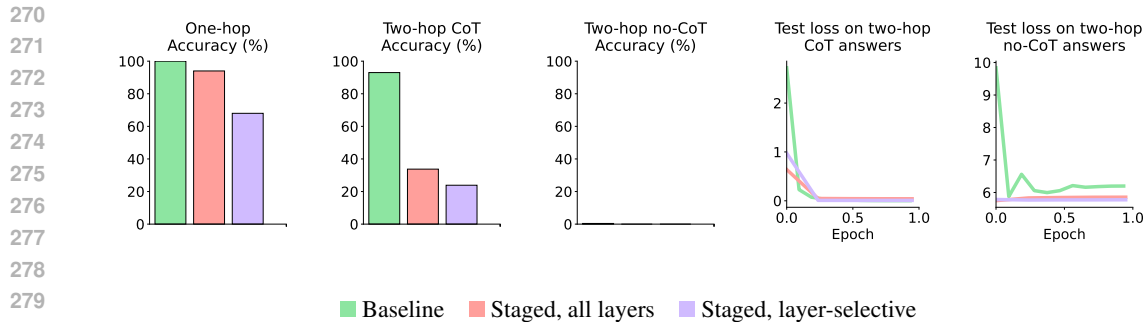 270
271
272
273
274
275
276
277
278
279
One-hop
Accuracy (%)
100
80
60
40
20
0
Two-hop CoT
Accuracy (%)
100
80
60
40
20
0
Two-hop no-CoT
Accuracy (%)
100
80
60
40
20
0
Test loss on two-hop
CoT answers
2
1
0
0.0 0.5 1.0
Epoch
Test loss on two-hop
no-CoT answers
10
9
8
7
6
0.0 0.5 1.0
Epoch
Baseline Staged, all layers Staged, layer-selective